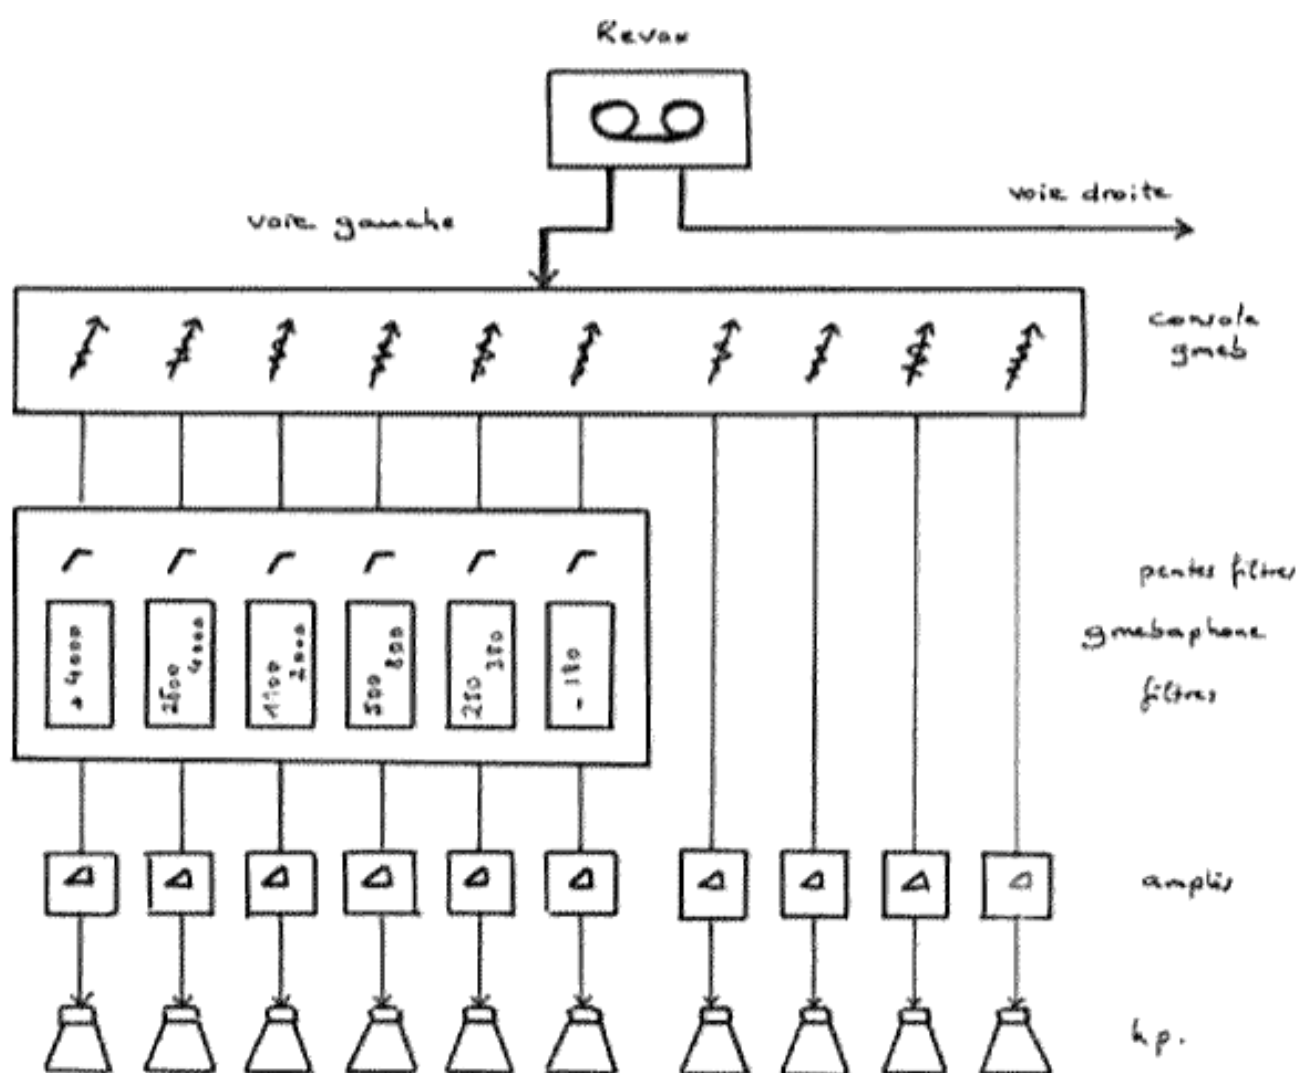 Revox
voie droite
voie gauche
console
gmeb
pentes filtres
+ 4000
2500
4000
1100
2000
500
800
250
380
- 180
gmebaphone
filtres
amplis
h.p.